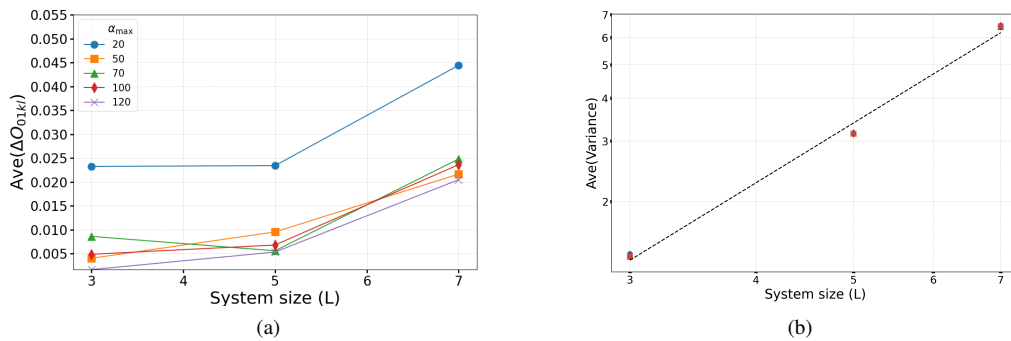 0.055
0.050
0.045
0.040
0.035
0.030
0.025
0.020
0.015
0.010
0.005
Ave(ΔO₀₁ₖₗ)
α_max
20
50
70
100
120
3 4 5 6 7
System size (L)
(a)
7
6
5
4
3
2
Ave(Variance)
3 4 5 6 7
System size (L)
(b)